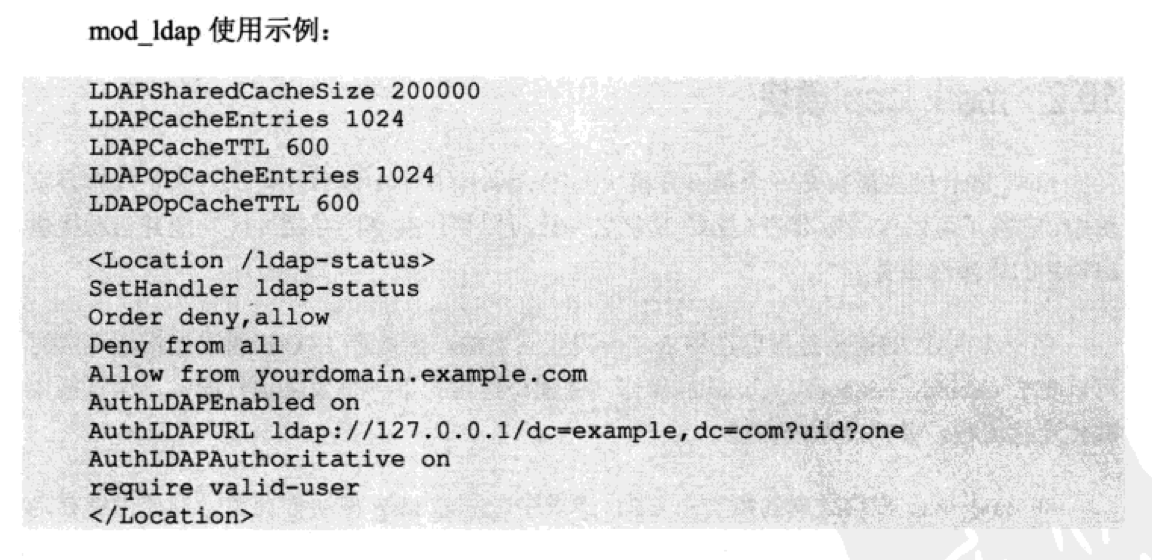 mod_ldap 使用示例：
LDAPSharedCacheSize 200000
LDAPCacheEntries 1024
LDAPCacheTTL 600
LDAPOpCacheEntries 1024
LDAPOpCacheTTL 600
<Location /ldap-status>
SetHandler ldap-status
Order deny,allow
Deny from all
Allow from yourdomain.example.com
AuthLDAPEnabled on
AuthLDAPURL ldap://127.0.0.1/dc=example,dc=com?uid?one
AuthLDAPAuthoritative on
require valid-user
</Location>